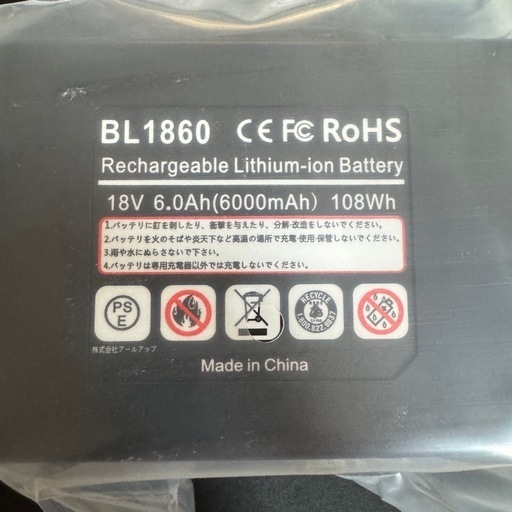 BL1860 CE FC RoHS
Rechargeable Lithium-ion Battery
18V 6.0Ah(6000mAh) 108Wh
1.バッテリに釘を刺したり、衝撃を与えたり、分解·改造をしないでください。
2.バッテリを火のそばや炎天下など高温の場所で充電·使用·保管しないでください。
3.雨や水にぬらさないで下さい。
4.バッテリは専用充電器以外では充電しないでください。
PS
E
RECYCLE
1.800.822.8837
株式会社アールアップ
Made in China